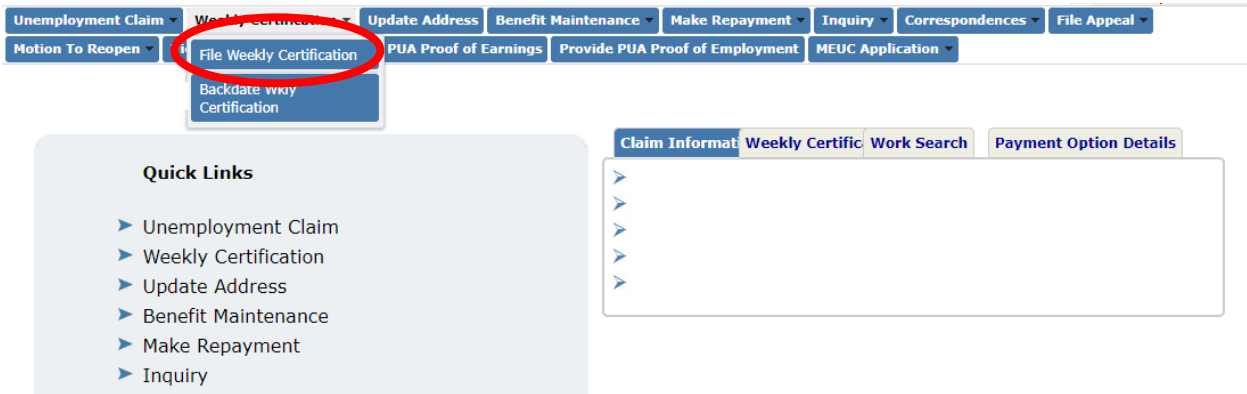 Unemployment Claim Weekly Certification Update Address Benefit Maintenance Make Repayment Inquiry Correspondences File Appeal
Motion To Reopen PUA Proof of Earnings Provide PUA Proof of Employment MEUC Application
File Weekly Certification
Backdate Wkly
Certification
Claim Informati Weekly Certific Work Search Payment Option Details
Quick Links
Unemployment Claim
Weekly Certification
Update Address
Benefit Maintenance
Make Repayment
Inquiry